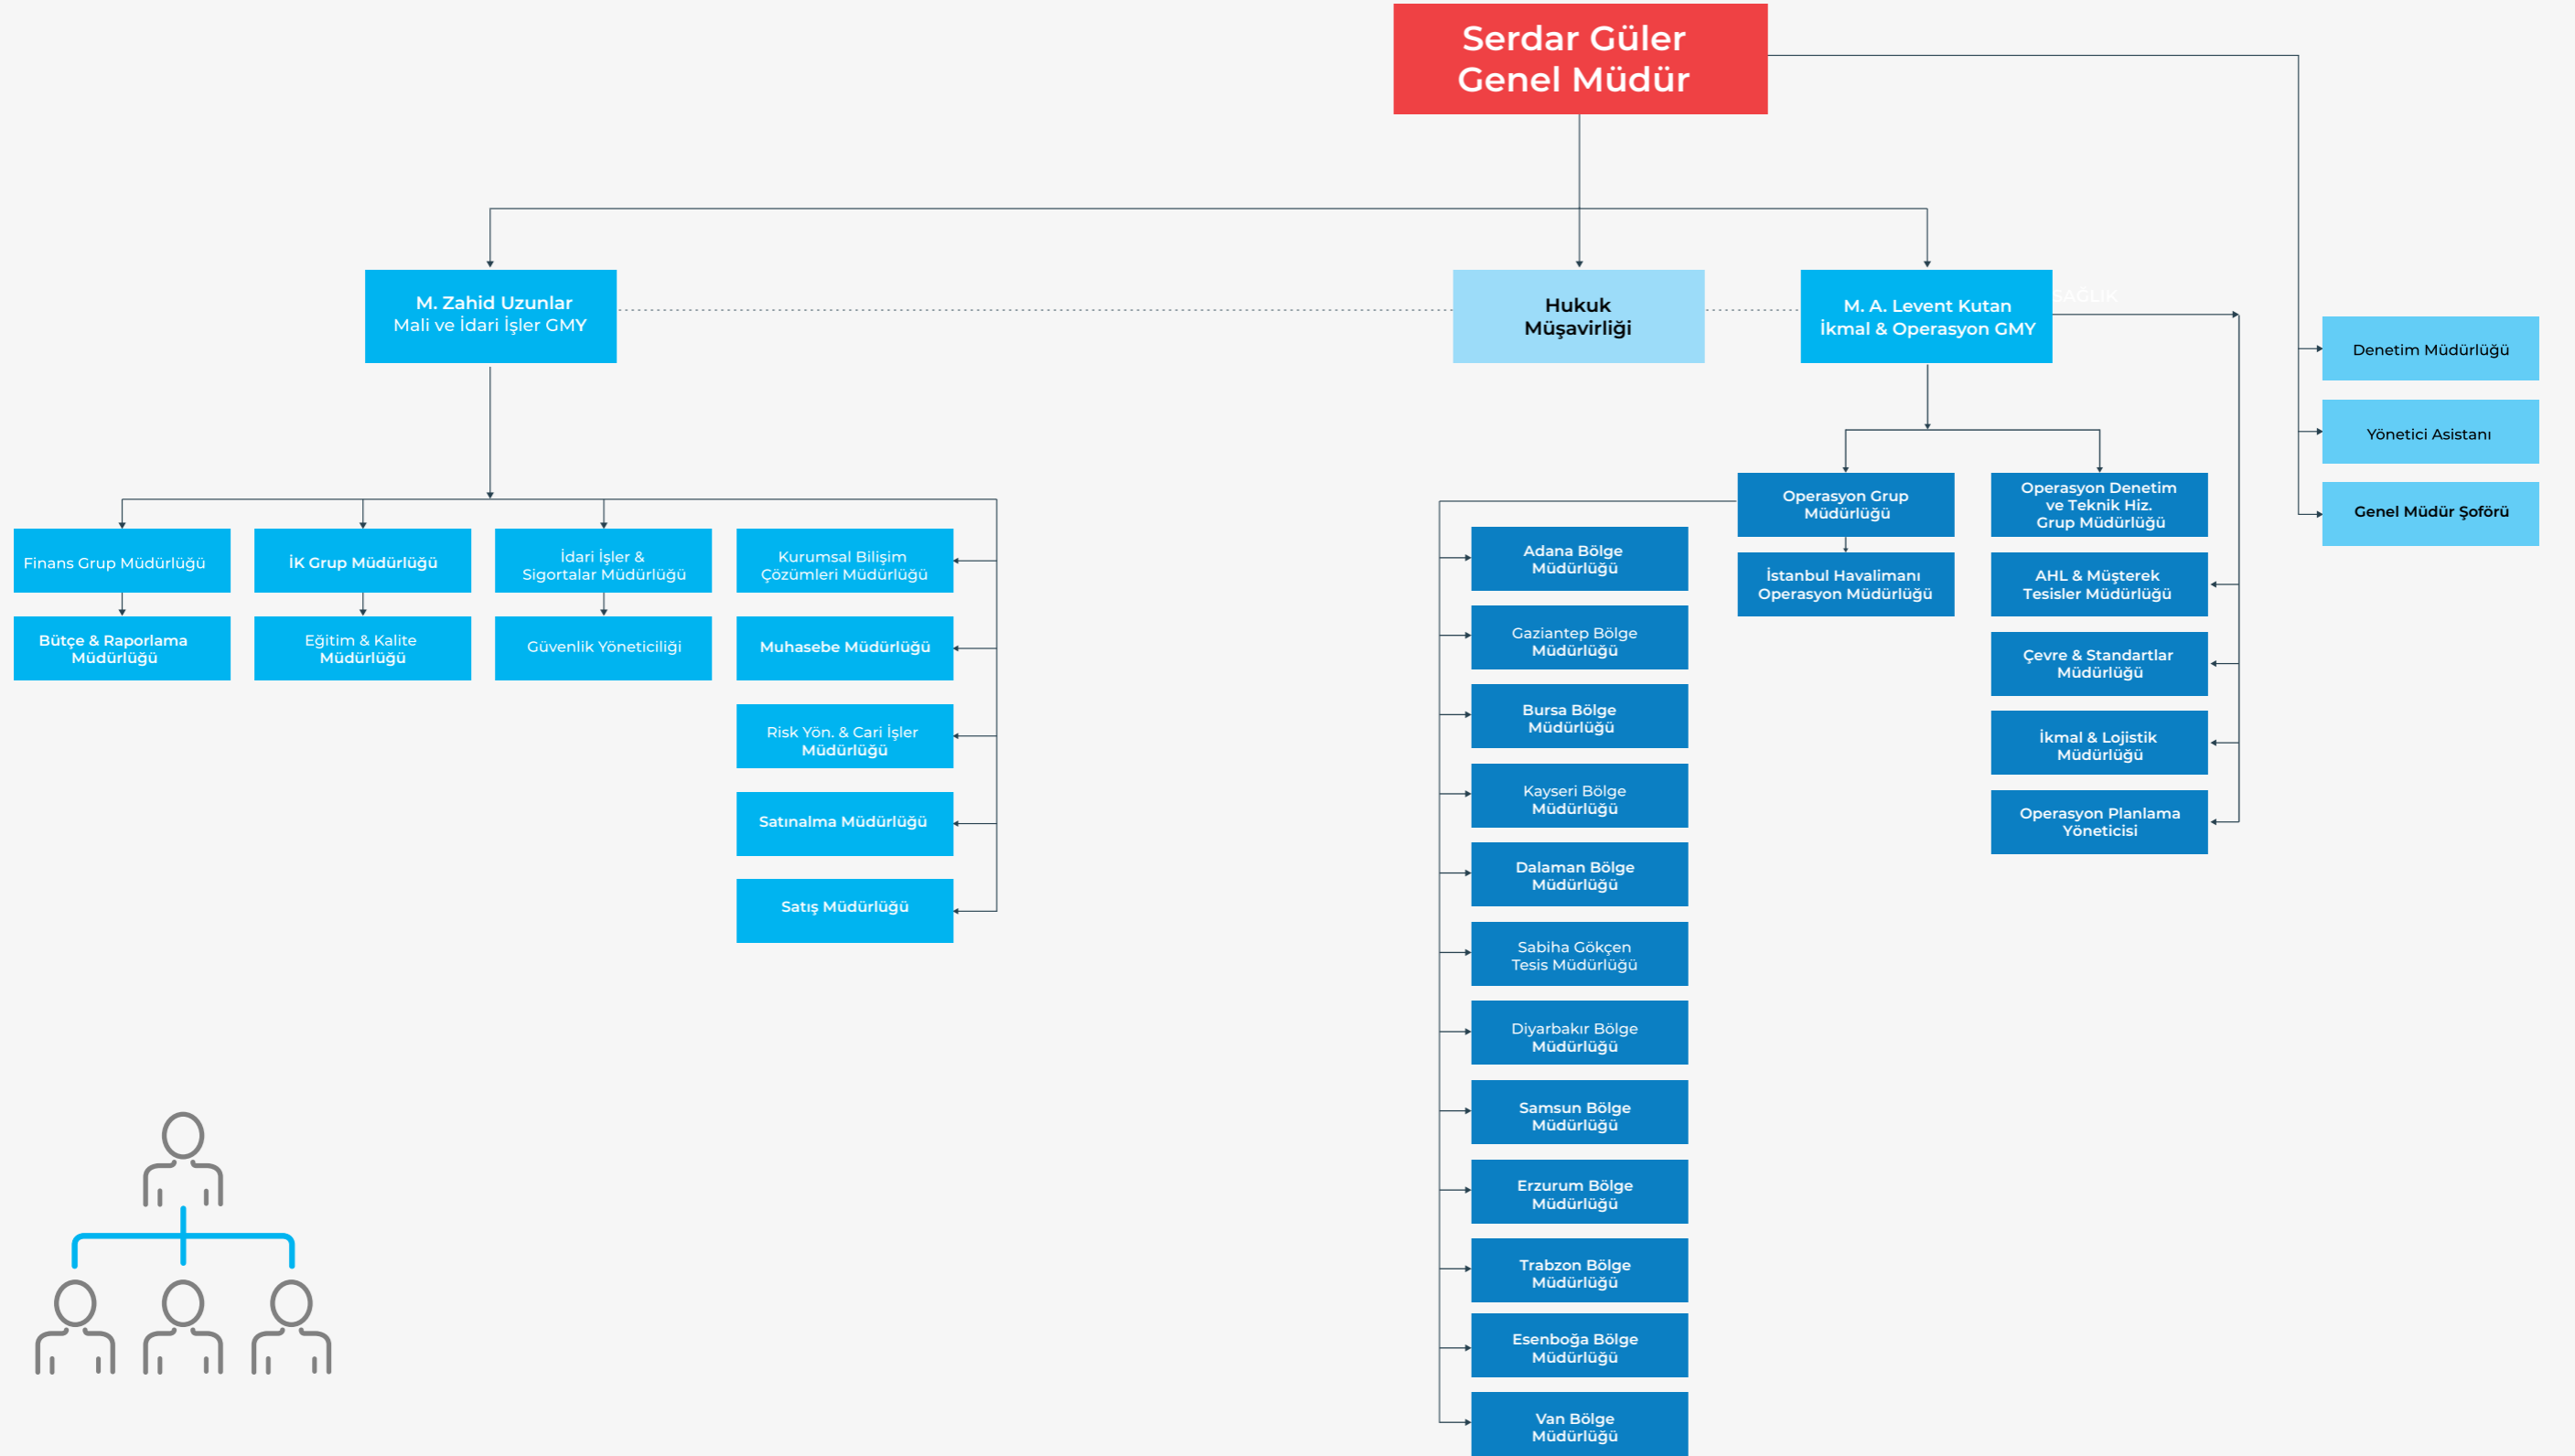 Serdar Güler
Genel Müdür
M. Zahid Uzunlar
Mali ve İdari İşler GMY
Hukuk
Müşavirliği
M. A. Levent Kutan
İkmal & Operasyon GMY
SAĞLIK
Denetim Müdürlüğü
Yönetici Asistanı
Genel Müdür Şoförü
Finans Grup Müdürlüğü
Bütçe & Raporlama
Müdürlüğü
İK Grup Müdürlüğü
Eğitim & Kalite
Müdürlüğü
İdari İşler &
Sigortalar Müdürlüğü
Güvenlik Yöneticiliği
Kurumsal Bilişim
Çözümleri Müdürlüğü
Muhasebe Müdürlüğü
Risk Yön. & Cari İşler
Müdürlüğü
Satınalma Müdürlüğü
Satış Müdürlüğü
Adana Bölge
Müdürlüğü
Gaziantep Bölge
Müdürlüğü
Bursa Bölge
Müdürlüğü
Kayseri Bölge
Müdürlüğü
Dalaman Bölge
Müdürlüğü
Sabiha Gökçen
Tesis Müdürlüğü
Diyarbakır Bölge
Müdürlüğü
Samsun Bölge
Müdürlüğü
Erzurum Bölge
Müdürlüğü
Trabzon Bölge
Müdürlüğü
Esenboğa Bölge
Müdürlüğü
Van Bölge
Müdürlüğü
Operasyon Grup
Müdürlüğü
İstanbul Havalimanı
Operasyon Müdürlüğü
Operasyon Denetim
ve Teknik Hiz.
Grup Müdürlüğü
AHL & Müşterek
Tesisler Müdürlüğü
Çevre & Standartlar
Müdürlüğü
İkmal & Lojistik
Müdürlüğü
Operasyon Planlama
Yöneticisi